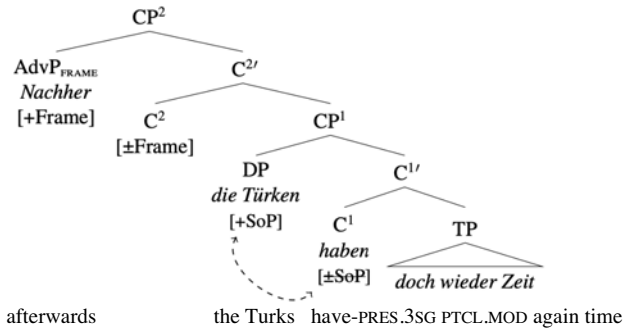 CP²
AdvP_FRAME C²′
Nachher
[+Frame] C² CP¹
[±Frame]
DP C¹′
die Türken
[+SoP] C¹ TP
haben
[±SoP] doch wieder Zeit
afterwards the Turks have-PRES.3SG PTCL.MOD again time